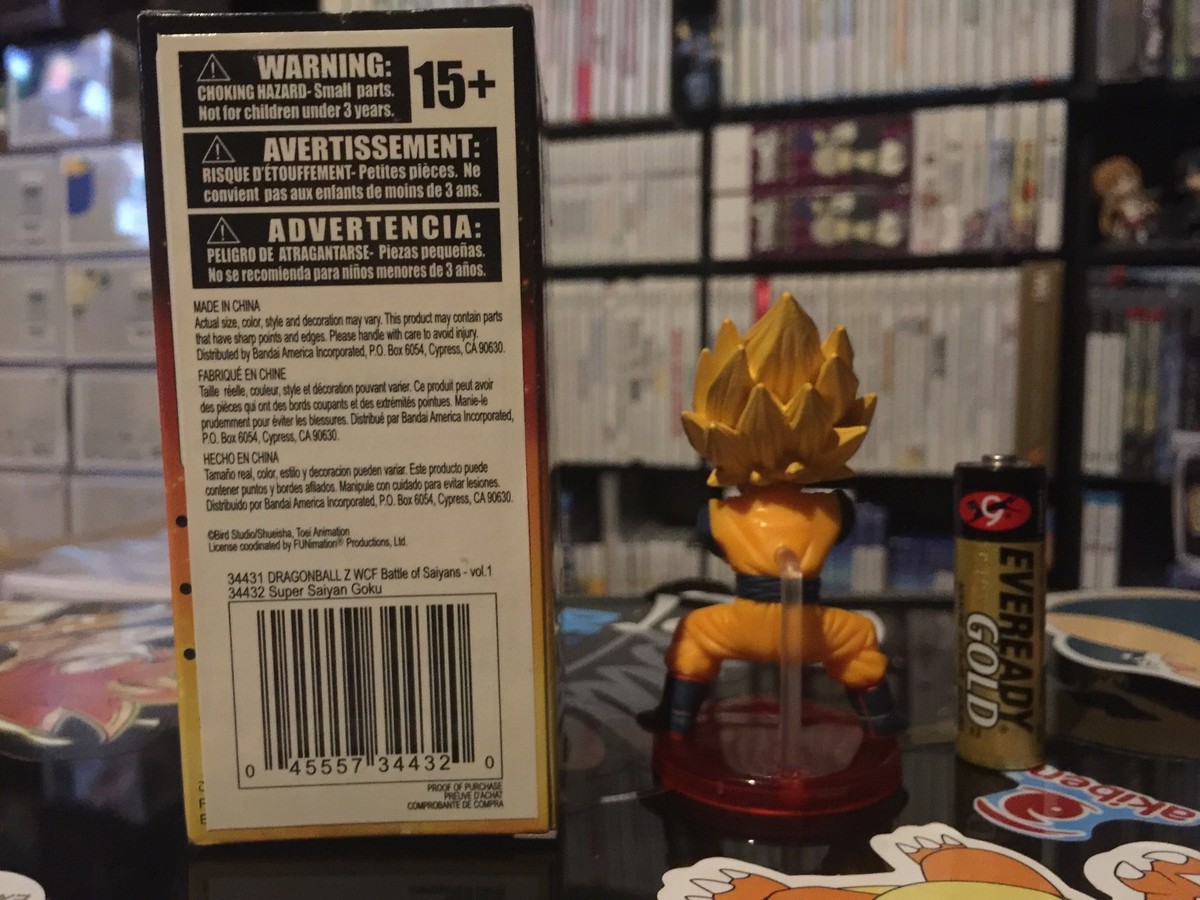 WARNING:
CHOKING HAZARD- Small parts.
Not for children under 3 years.
15+
AVERTISSEMENT:
RISQUE D'ÉTOUFFEMENT- Petites pièces. Ne
convient pas aux enfants de moins de 3 ans.
ADVERTENCIA:
PELIGRO DE ATRAGANTARSE- Piezas pequeñas.
No se recomienda para niños menores de 3 años.
MADE IN CHINA
Actual size, color, style and decoration may vary. This product may contain parts
that have sharp points and edges. Please handle with care to avoid injury.
Distributed by Bandai America Incorporated, P.O. Box 6054, Cypress, CA 90630.
FABRIQUÉ EN CHINE
Taille réelle, couleur, style et décoration pouvant varier. Ce produit peut avoir
des pièces qui ont des bords coupants et des extrémités pointues. Manie-le
prudemment pour éviter les blessures. Distribué par Bandai America Incorporated,
P.O. Box 6054, Cypress, CA 90630.
HECHO EN CHINA
Tamaño real, color, estilo y decoracion pueden variar. Este producto puede
contener puntos y bordes afilados. Manipule con cuidado para evitar lesiones.
Distribuido por Bandai America Incorporated, P.O. Box 6054, Cypress, CA 90630.
©Bird Studio/Shueisha, Toei Animation
License coodinated by FUNimation® Productions, Ltd.
34431 DRAGONBALL Z WCF Battle of Saiyans - vol.1
34432 Super Saiyan Goku
0 45557 34432 0
PROOF OF PURCHASE
PREUVE D'ACHAT
COMPROBANTE DE COMPRA
9
EVEREADY
GOLD
akiben